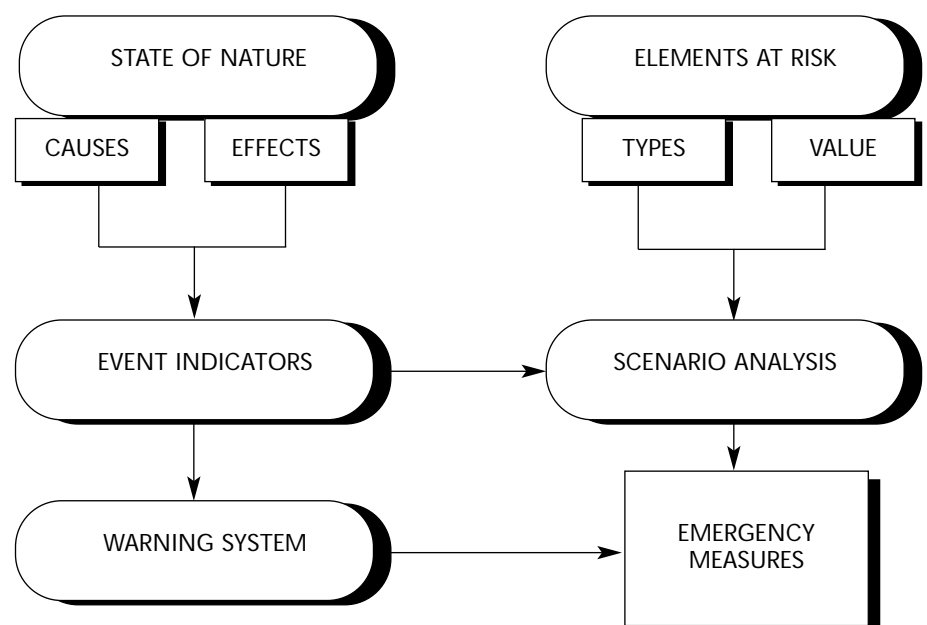 STATE OF NATURE
ELEMENTS AT RISK
CAUSES
EFFECTS
TYPES
VALUE
EVENT INDICATORS
SCENARIO ANALYSIS
WARNING SYSTEM
EMERGENCY
MEASURES